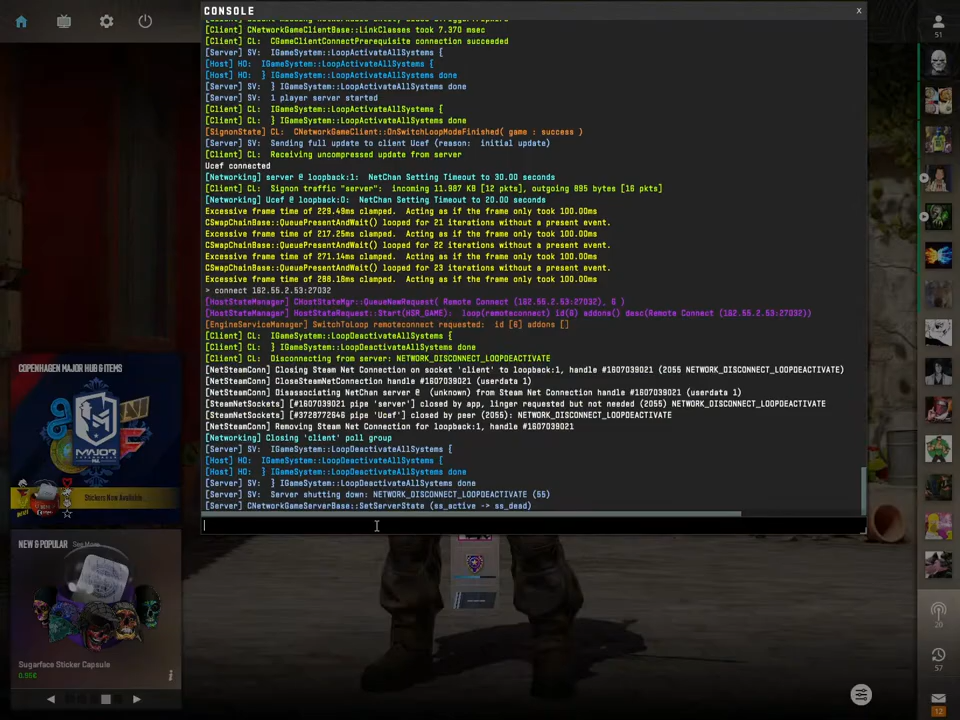 CONSOLE
x
[Client] CL:  CNetworkGameClientBase::LinkClasses took 7.370 msec
[Client] CL:  CGameClientConnectPrerequisite connection succeeded
[Server] SV:  IGameSystem::LoopActivateAllSystems {
[Host] HO:  IGameSystem::LoopActivateAllSystems {
[Host] HO:  } IGameSystem::LoopActivateAllSystems done
[Server] SV:  } IGameSystem::LoopActivateAllSystems done
[Server] SV:  1 player server started
[Client] CL:  IGameSystem::LoopActivateAllSystems {
[Client] CL:  } IGameSystem::LoopActivateAllSystems done
[SignonState] CL:  CNetworkGameClient::OnSwitchLoopModeFinished( game : success )
[Server] SV:  Sending full update to client Ucef (reason:  initial update)
[Client] CL:  Receiving uncompressed update from server
Ucef connected
[Networking] server @ loopback:1:  NetChan Setting Timeout to 30.00 seconds
[Client] CL:  Signon traffic "server":  incoming 11.987 KB [12 pkts], outgoing 895 bytes [16 pkts]
[Networking] Ucef @ loopback:0:  NetChan Setting Timeout to 20.00 seconds
Excessive frame time of 229.49ms clamped.  Acting as if the frame only took 100.00ms
CSwapChainBase::QueuePresentAndWait() looped for 21 iterations without a present event.
Excessive frame time of 217.25ms clamped.  Acting as if the frame only took 100.00ms
CSwapChainBase::QueuePresentAndWait() looped for 22 iterations without a present event.
Excessive frame time of 271.14ms clamped.  Acting as if the frame only took 100.00ms
CSwapChainBase::QueuePresentAndWait() looped for 23 iterations without a present event.
Excessive frame time of 288.18ms clamped.  Acting as if the frame only took 100.00ms
> connect 162.55.2.53:27032
[HostStateManager] CHostStateMgr::QueueNewRequest( Remote Connect (162.55.2.53:27032), 6 )
[HostStateManager] HostStateRequest::Start(HSR_GAME):  loop(remoteconnect) id(6) addons() desc(Remote Connect (162.55.2.53:27032))
[EngineServiceManager] SwitchToLoop remoteconnect requested:  id [6] addons []
[Client] CL:  IGameSystem::LoopDeactivateAllSystems {
[Client] CL:  } IGameSystem::LoopDeactivateAllSystems done
[Client] CL:  Disconnecting from server: NETWORK_DISCONNECT_LOOPDEACTIVATE
[NetSteamConn] Closing Steam Net Connection on socket 'client' to loopback:1, handle #1607039021 (2055 NETWORK_DISCONNECT_LOOPDEACTIVATE)
[NetSteamConn] CloseSteamNetConnection handle #1607039021 (userdata 1)
[NetSteamConn] Disassociating NetChan server @  (unknown) from Steam Net Connection handle #1607039021 (userdata 1)
[SteamNetSockets] [#1607039021 pipe 'server'] closed by app, linger requested but not needed (2055) NETWORK_DISCONNECT_LOOPDEACTIVATE
[SteamNetSockets] [#3728772646 pipe 'Ucef'] closed by peer (2055): NETWORK_DISCONNECT_LOOPDEACTIVATE
[NetSteamConn] Removing Steam Net Connection for loopback:1, handle #1607039021
[Networking] Closing 'client' poll group
[Server] SV:  IGameSystem::LoopDeactivateAllSystems {
[Host] HO:  IGameSystem::LoopDeactivateAllSystems {
[Host] HO:  } IGameSystem::LoopDeactivateAllSystems done
[Server] SV:  } IGameSystem::LoopDeactivateAllSystems done
[Server] SV:  Server shutting down: NETWORK_DISCONNECT_LOOPDEACTIVATE (55)
[Server] CNetworkGameServerBase::SetServerState (ss_active -> ss_dead)
COPENHAGEN MAJOR HUB & ITEMS
MAJOR
Stickers Now Available
NEW & POPULAR
See More
Sugarface Sticker Capsule
0,95€
i
51
20
57
12